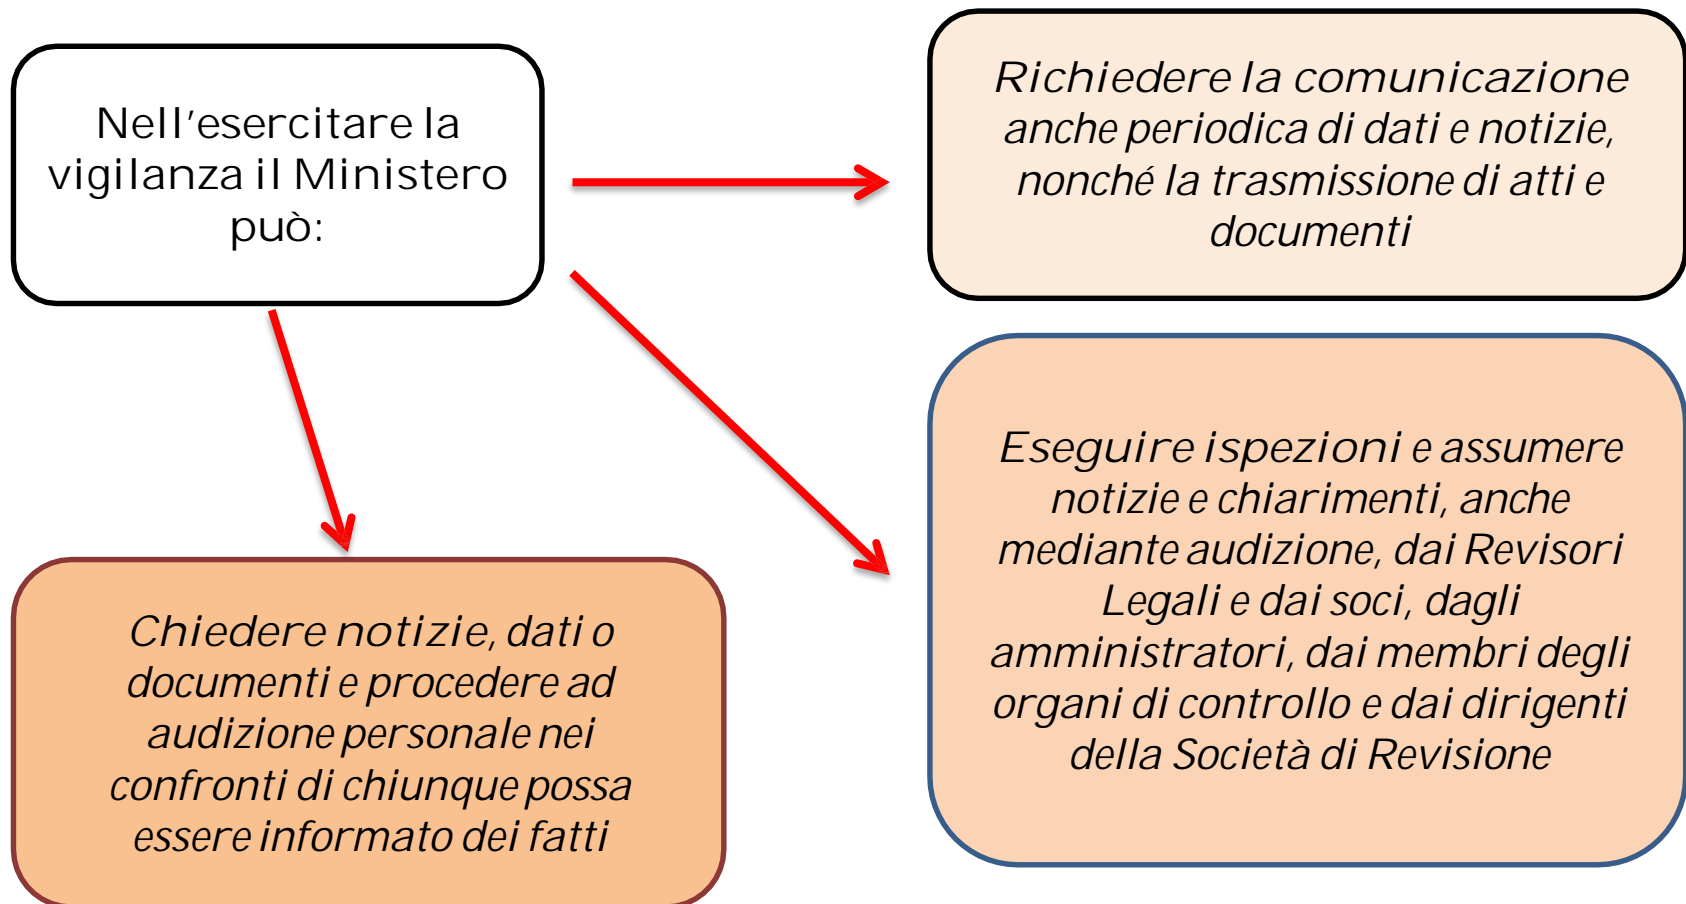 Nell'esercitare la
vigilanza il Ministero
può:
Richiedere la comunicazione
anche periodica di dati e notizie,
nonché la trasmissione di atti e
documenti
Eseguire ispezioni e assumere
notizie e chiarimenti, anche
mediante audizione, dai Revisori
Legali e dai soci, dagli
amministratori, dai membri degli
organi di controllo e dai dirigenti
della Società di Revisione
Chiedere notizie, dati o
documenti e procedere ad
audizione personale nei
confronti di chiunque possa
essere informato dei fatti